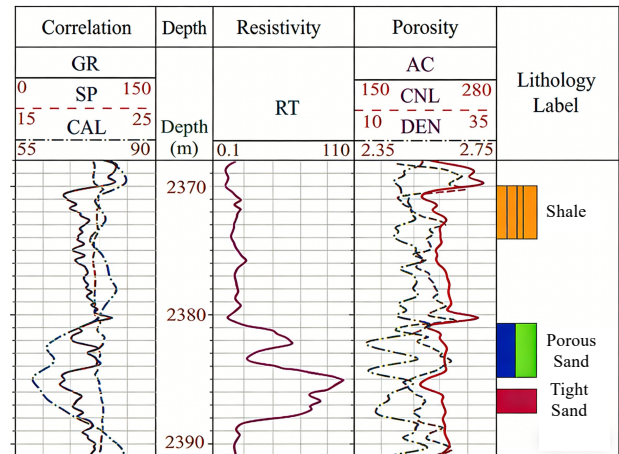 Correlation Depth Resistivity Porosity
GR AC
0 SP 150
150 CNL 280
15 CAL 25
10 DEN 35
55 90
2.35 2.75
RT
Depth
(m)
0.1 110
Lithology
Label
2370
2380
2390
Shale
Porous
Sand
Tight
Sand